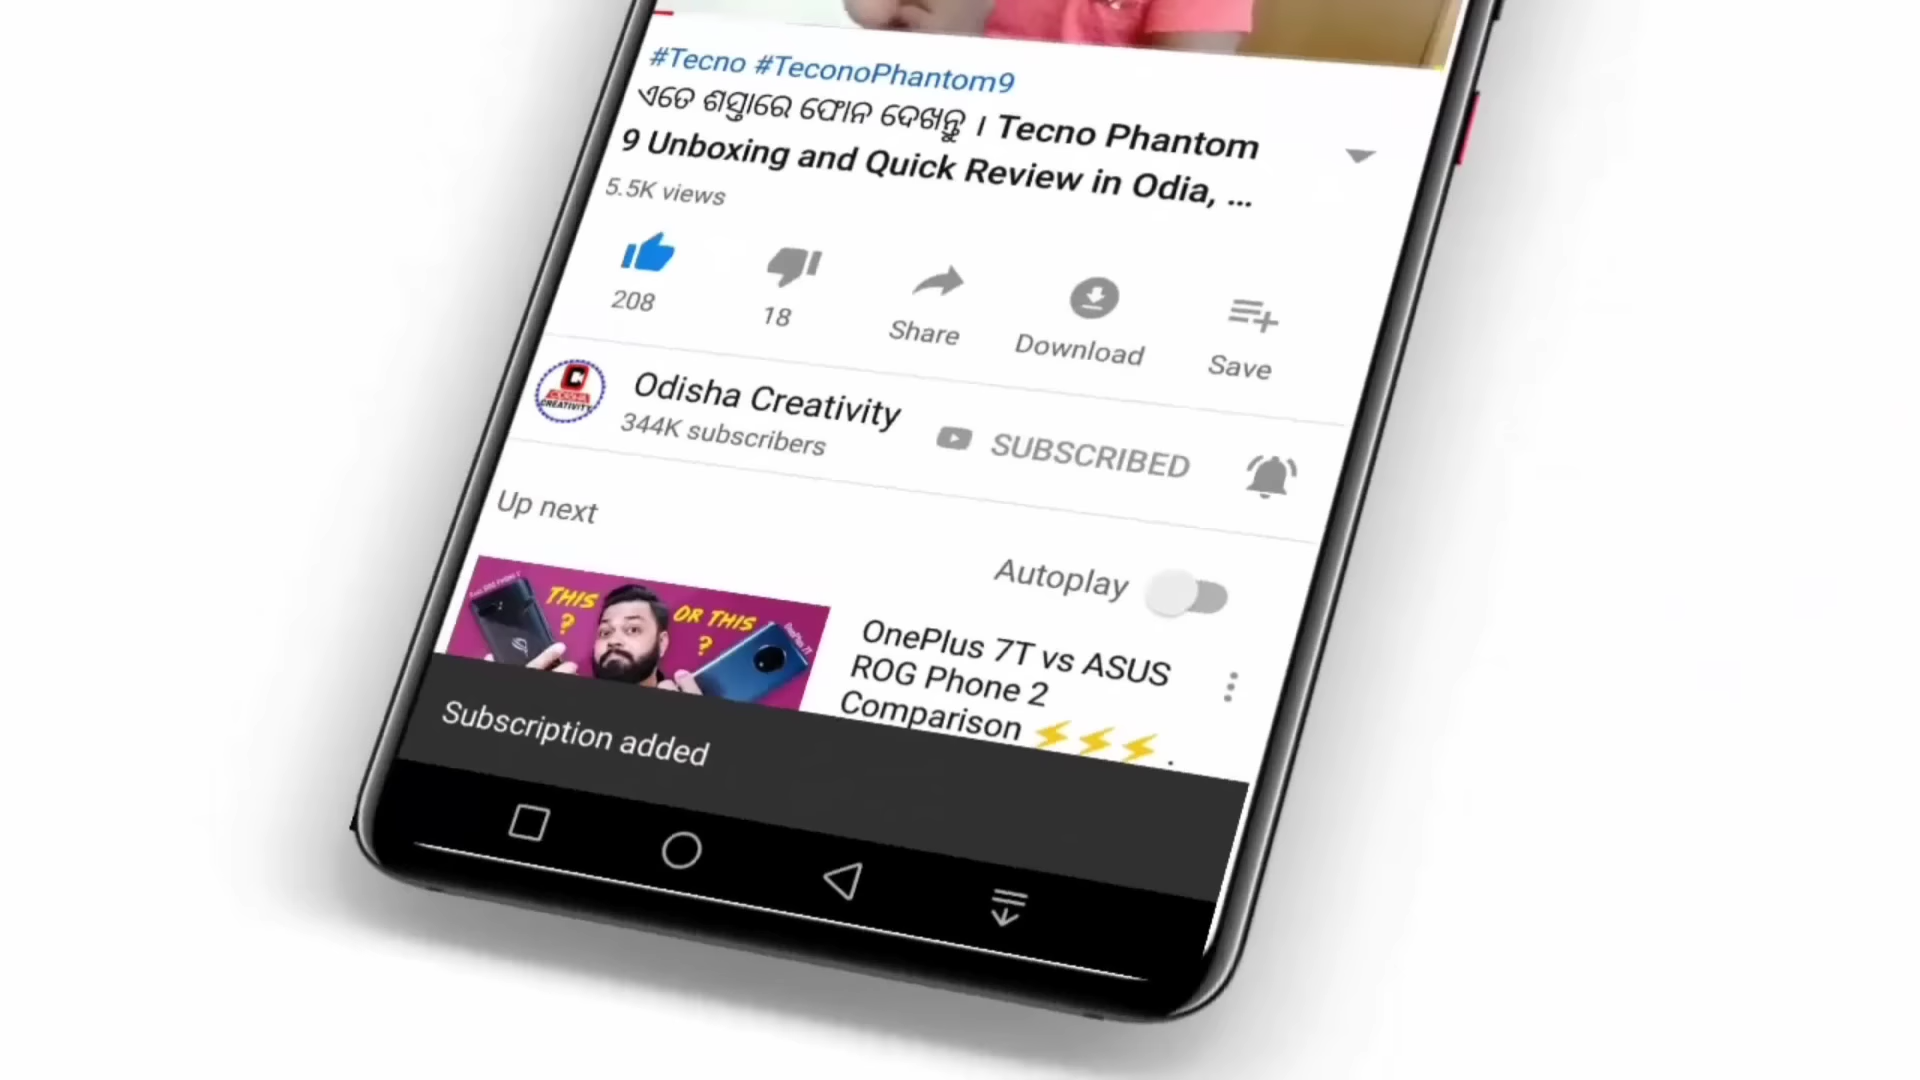 #Tecno #TeconoPhantom9
ଏତେ ଶସ୍ତାରେ ଫୋନ ଦେଖନ୍ତୁ । Tecno Phantom
9 Unboxing and Quick Review in Odia, ...
5.5K views
208
18
Share
Download
Save
ODISHA
CREATIVITY
Odisha Creativity
344K subscribers
SUBSCRIBED
Up next
Autoplay
THIS
?
OR THIS
?
OnePlus 7T vs ASUS
ROG Phone 2
Comparison ⚡⚡⚡ .
Subscription added